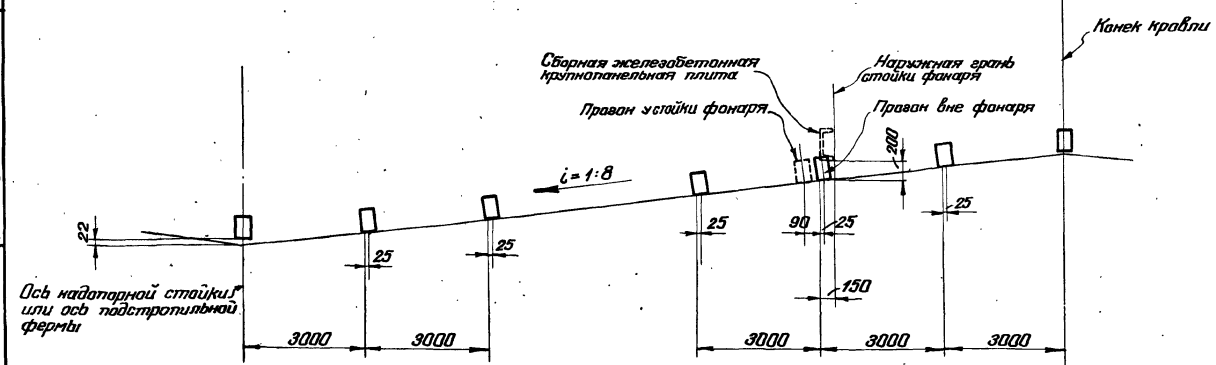 Конек кровли
Сборная железобетонная
крупнопанельная плита
Наружная грань
стойки фонаря
Прогон у стойки фонаря
Прогон вне фонаря
200
i=1:8
22
25
25
25
90
25
25
150
Ось надопорной стойки
или ось подстропильной
фермы
3000
3000
3000
3000
3000